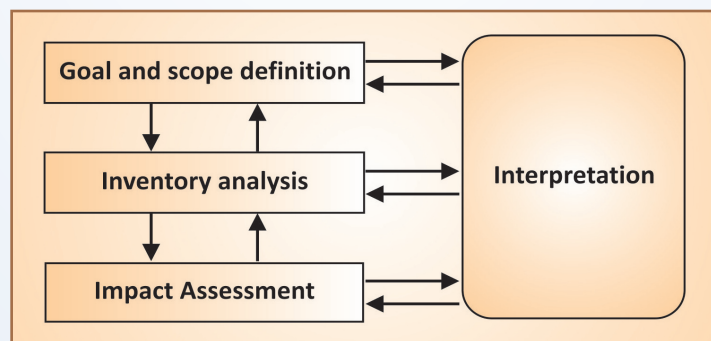 Goal and scope definition
Inventory analysis
Interpretation
Impact Assessment